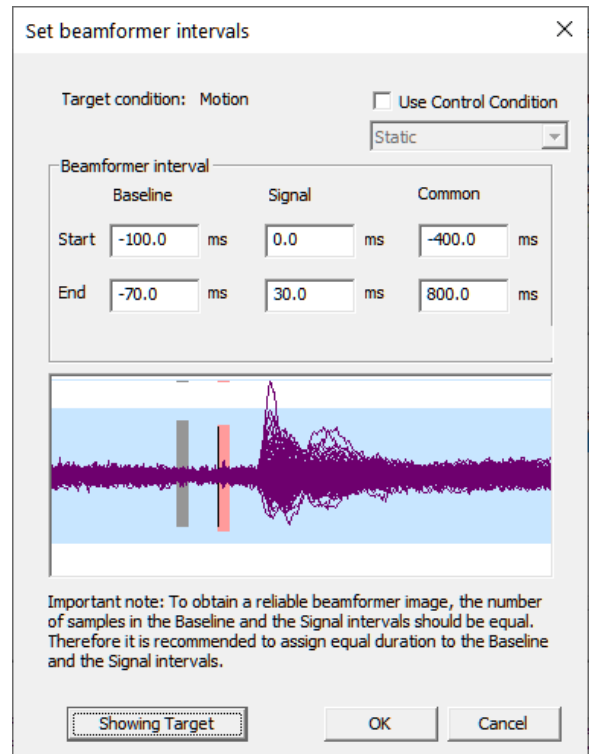 Set beamformer intervals
Target condition: Motion
Use Control Condition
Static
Beamformer interval
Baseline Signal Common
Start -100.0 ms 0.0 ms -400.0 ms
End -70.0 ms 30.0 ms 800.0 ms
Important note: To obtain a reliable beamformer image, the number
of samples in the Baseline and the Signal intervals should be equal.
Therefore it is recommended to assign equal duration to the Baseline
and the Signal intervals.
Showing Target OK Cancel